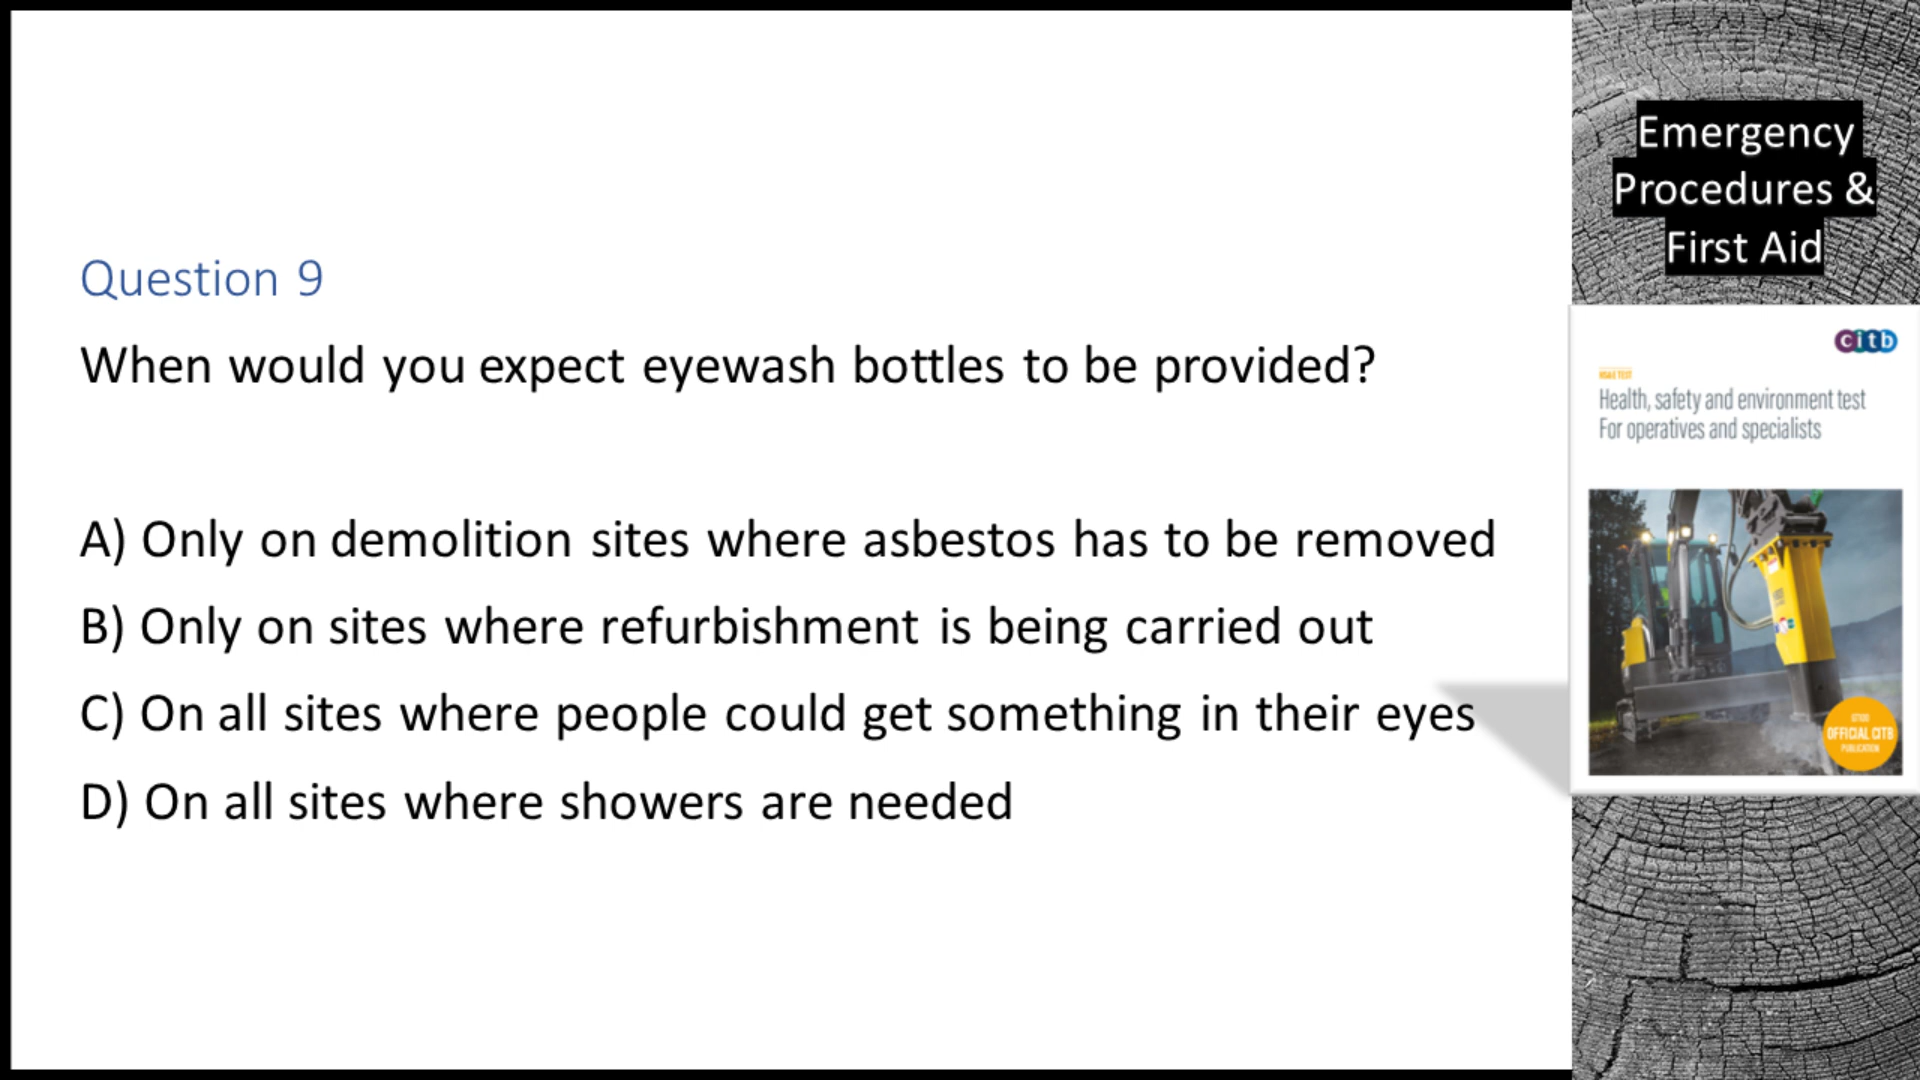 Question 9
When would you expect eyewash bottles to be provided?
A) Only on demolition sites where asbestos has to be removed
B) Only on sites where refurbishment is being carried out
C) On all sites where people could get something in their eyes
D) On all sites where showers are needed
Emergency
Procedures &
First Aid
citb
HS&E TEST
Health, safety and environment test
For operatives and specialists
OFFICIAL CITB
PUBLICATION